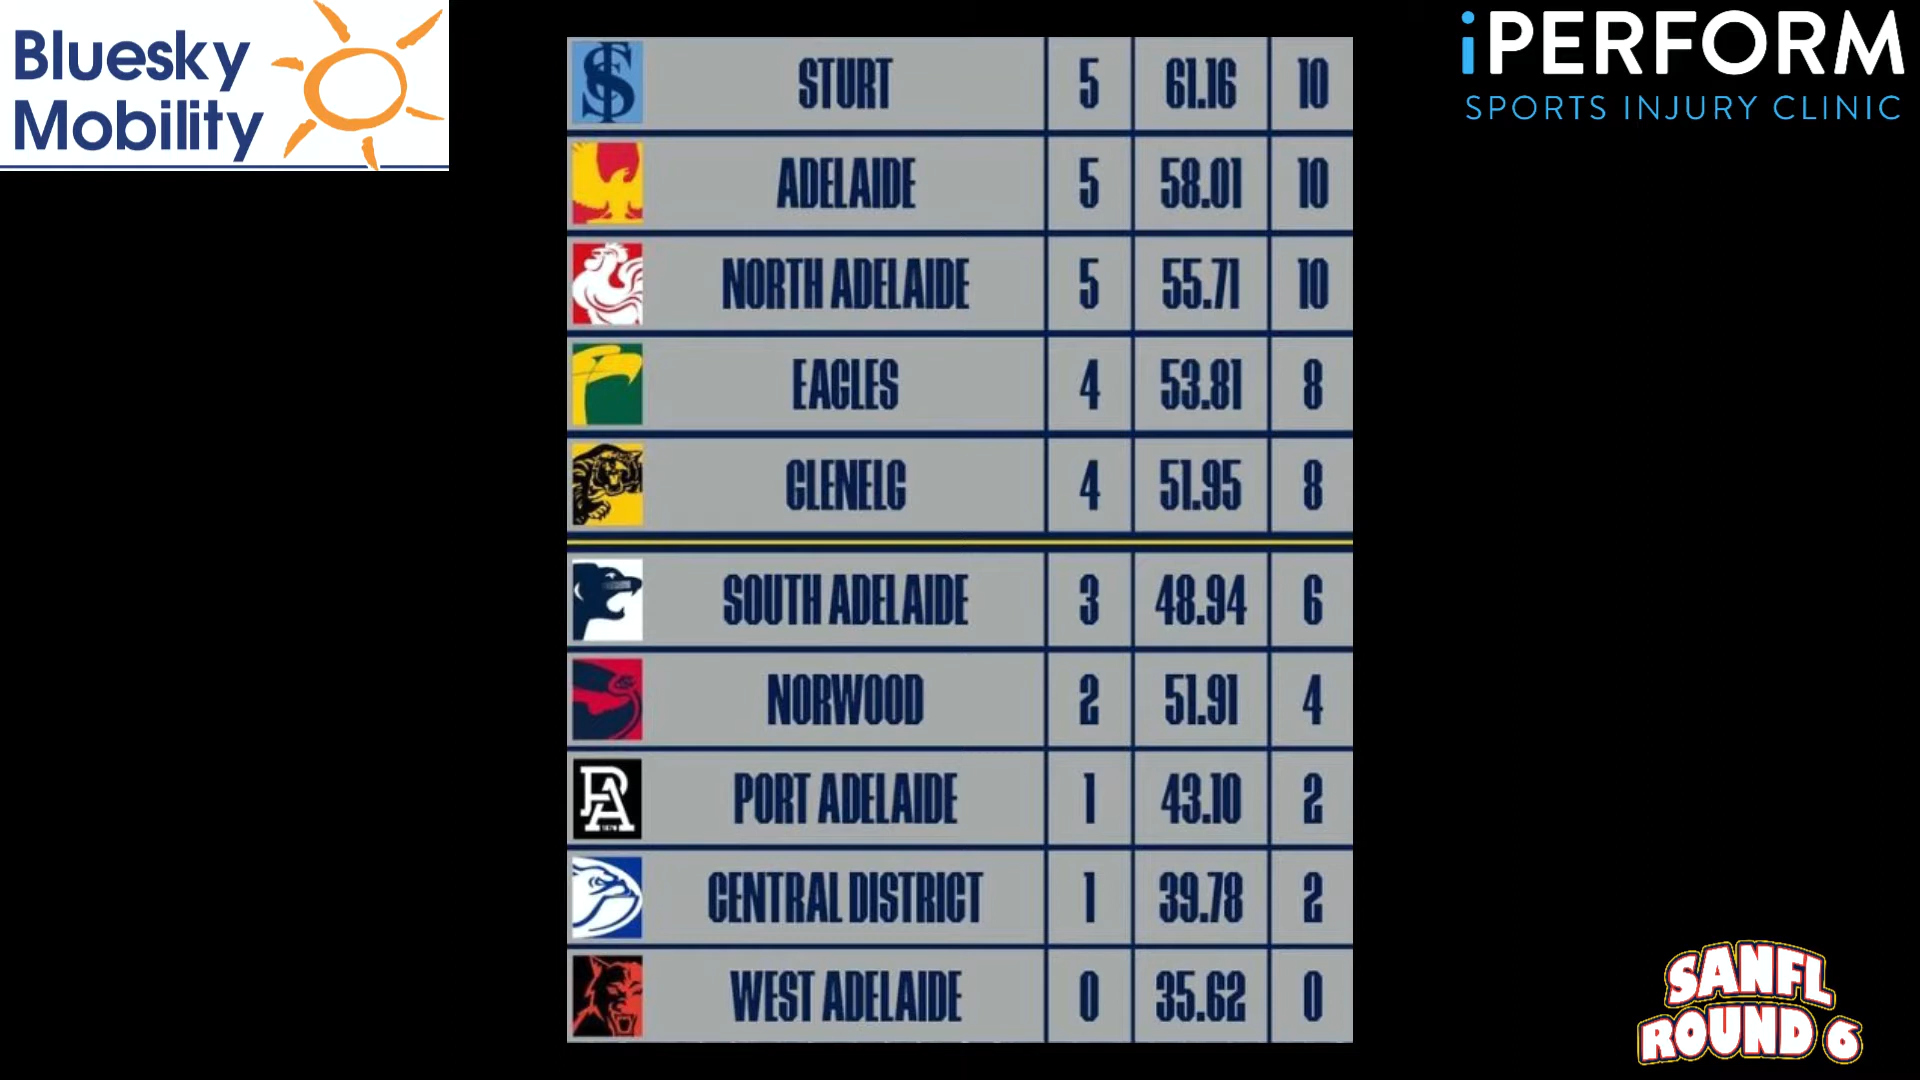 Bluesky
Mobility
iPERFORM
SPORTS INJURY CLINIC
STURT 5 61.16 10
ADELAIDE 5 58.01 10
NORTH ADELAIDE 5 55.71 10
EAGLES 4 53.81 8
GLENELG 4 51.95 8
SOUTH ADELAIDE 3 48.94 6
NORWOOD 2 51.91 4
PA
PORT ADELAIDE 1 43.10 2
CENTRAL DISTRICT 1 39.78 2
WEST ADELAIDE 0 35.62 0
SANFL
ROUND 6